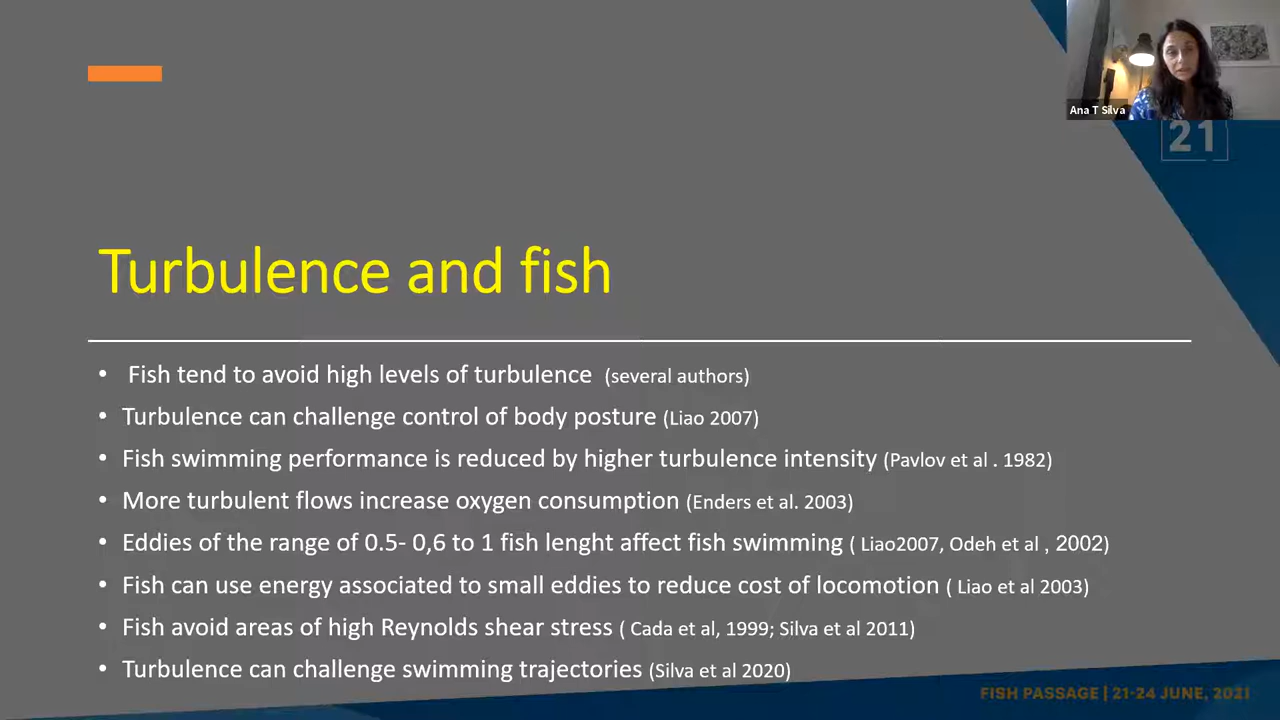 Ana T Silva
21
Turbulence and fish
• Fish tend to avoid high levels of turbulence (several authors)
• Turbulence can challenge control of body posture (Liao 2007)
• Fish swimming performance is reduced by higher turbulence intensity (Pavlov et al . 1982)
• More turbulent flows increase oxygen consumption (Enders et al. 2003)
• Eddies of the range of 0.5- 0,6 to 1 fish lenght affect fish swimming ( Liao2007, Odeh et al , 2002)
• Fish can use energy associated to small eddies to reduce cost of locomotion ( Liao et al 2003)
• Fish avoid areas of high Reynolds shear stress ( Cada et al, 1999; Silva et al 2011)
• Turbulence can challenge swimming trajectories (Silva et al 2020)
FISH PASSAGE | 21-24 JUNE, 2021